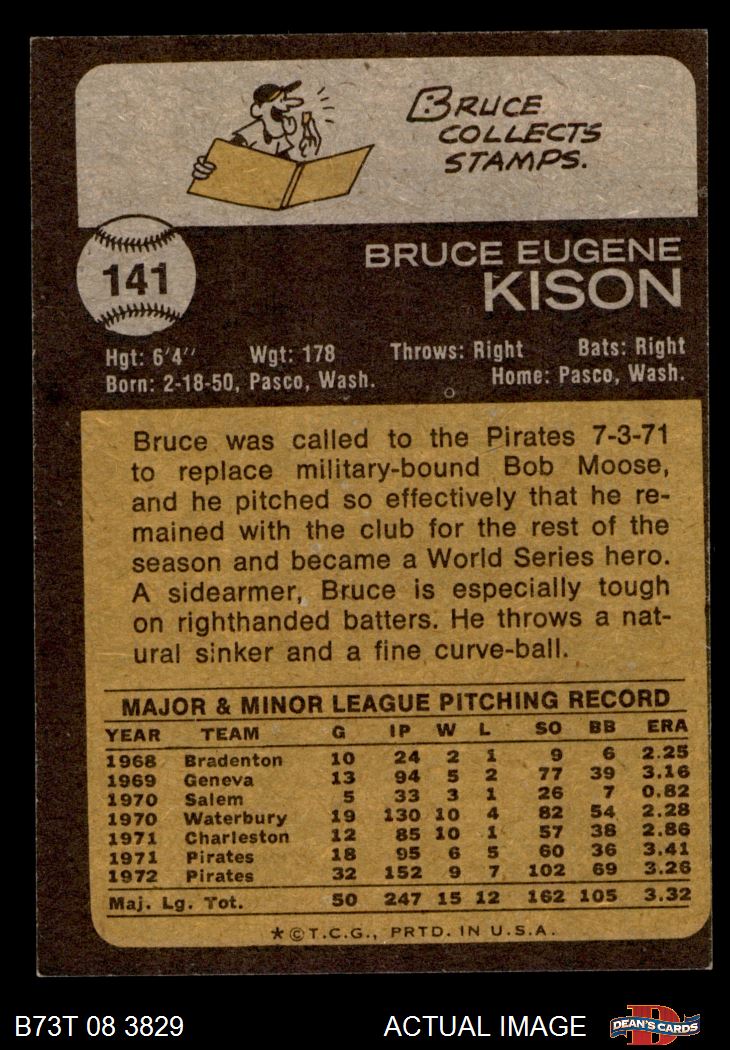 BRUCE
COLLECTS
STAMPS.
141
BRUCE EUGENE
KISON
Hgt: 6'4" Wgt: 178 Throws: Right Bats: Right
Born: 2-18-50, Pasco, Wash. Home: Pasco, Wash.
Bruce was called to the Pirates 7-3-71
to replace military-bound Bob Moose,
and he pitched so effectively that he re-
mained with the club for the rest of the
season and became a World Series hero.
A sidearmer, Bruce is especially tough
on righthanded batters. He throws a nat-
ural sinker and a fine curve-ball.
MAJOR & MINOR LEAGUE PITCHING RECORD
YEAR TEAM G IP W L SO BB ERA
1968 Bradenton 10 24 2 1 9 6 2.25
1969 Geneva 13 94 5 2 77 39 3.16
1970 Salem 5 33 3 1 26 7 0.82
1970 Waterbury 19 130 10 4 82 54 2.28
1971 Charleston 12 85 10 1 57 38 2.86
1971 Pirates 18 95 6 5 60 36 3.41
1972 Pirates 32 152 9 7 102 69 3.26
Maj. Lg. Tot. 50 247 15 12 162 105 3.32
*©T.C.G., PRTD. IN U.S.A.
B73T 08 3829 ACTUAL IMAGE DEAN'S CARDS